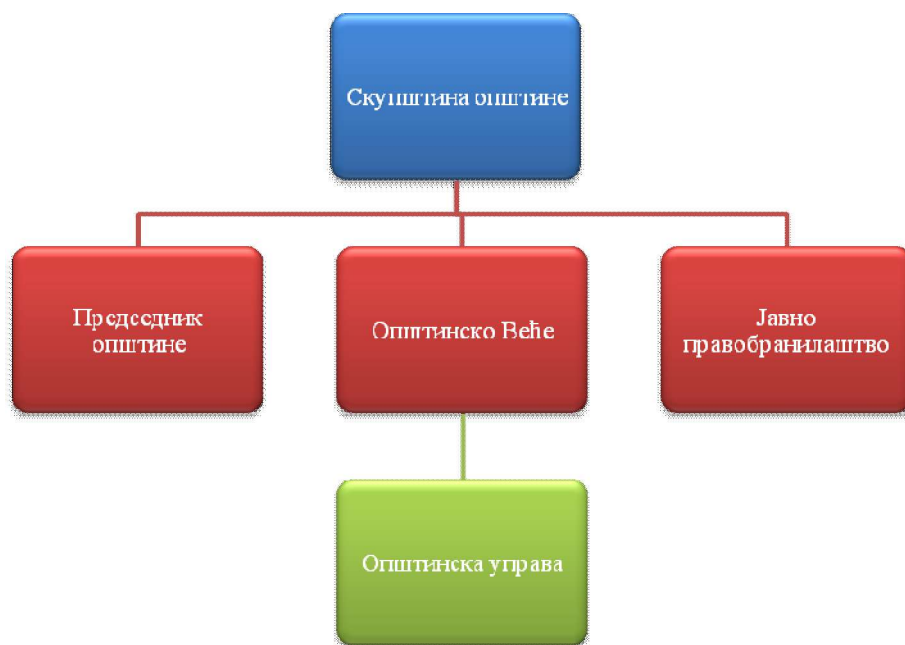 Скупштина општине
Председник
општине
Општинско Веће
Јавно
правобранилаштво
Општинска управа